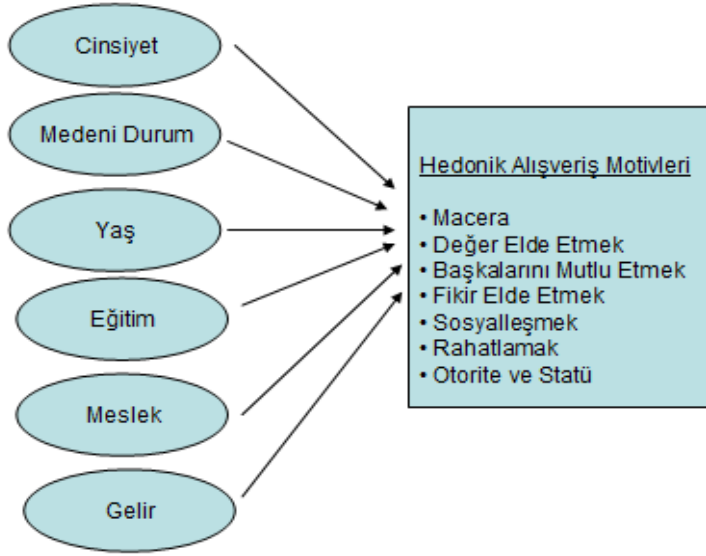 Cinsiyet
Medeni Durum
Yaş
Eğitim
Meslek
Gelir
Hedonik Alışveriş Motivleri
• Macera
• Değer Elde Etmek
• Başkalarını Mutlu Etmek
• Fikir Elde Etmek
• Sosyalleşmek
• Rahatlamak
• Otorite ve Statü